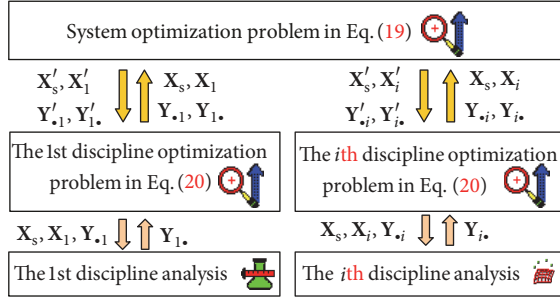 System optimization problem in Eq. (19)
X′ₛ, X′₁ Xₛ, X₁ X′ₛ, X′ᵢ Xₛ, Xᵢ
Y′•₁, Y′₁• Y•₁, Y₁• Y′•ᵢ, Y′ᵢ• Y•ᵢ, Yᵢ•
The 1st discipline optimization
problem in Eq. (20)
The ith discipline optimization
problem in Eq. (20)
Xₛ, X₁, Y•₁ Y₁• Xₛ, Xᵢ, Y•ᵢ Yᵢ•
The 1st discipline analysis
The ith discipline analysis